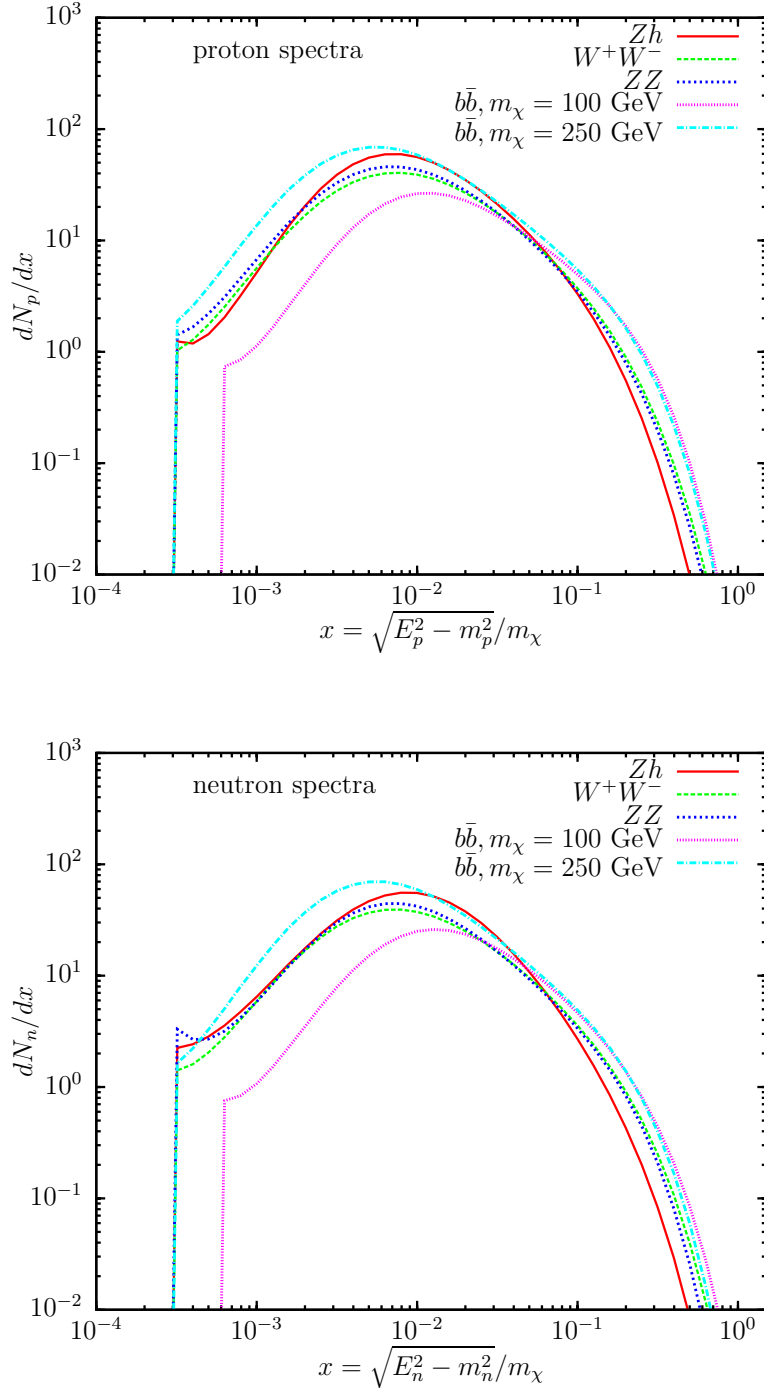 proton spectra
Zh
W⁺W⁻
ZZ
bb̄, mχ = 100 GeV
bb̄, mχ = 250 GeV
10³
10²
10¹
10⁰
10⁻¹
10⁻²
dNₚ/dx
10⁻⁴ 10⁻³ 10⁻² 10⁻¹ 10⁰
x = √(Eₚ² − mₚ²)/mχ
neutron spectra
Zh
W⁺W⁻
ZZ
bb̄, mχ = 100 GeV
bb̄, mχ = 250 GeV
10³
10²
10¹
10⁰
10⁻¹
10⁻²
dNₙ/dx
10⁻⁴ 10⁻³ 10⁻² 10⁻¹ 10⁰
x = √(Eₙ² − mₙ²)/mχ